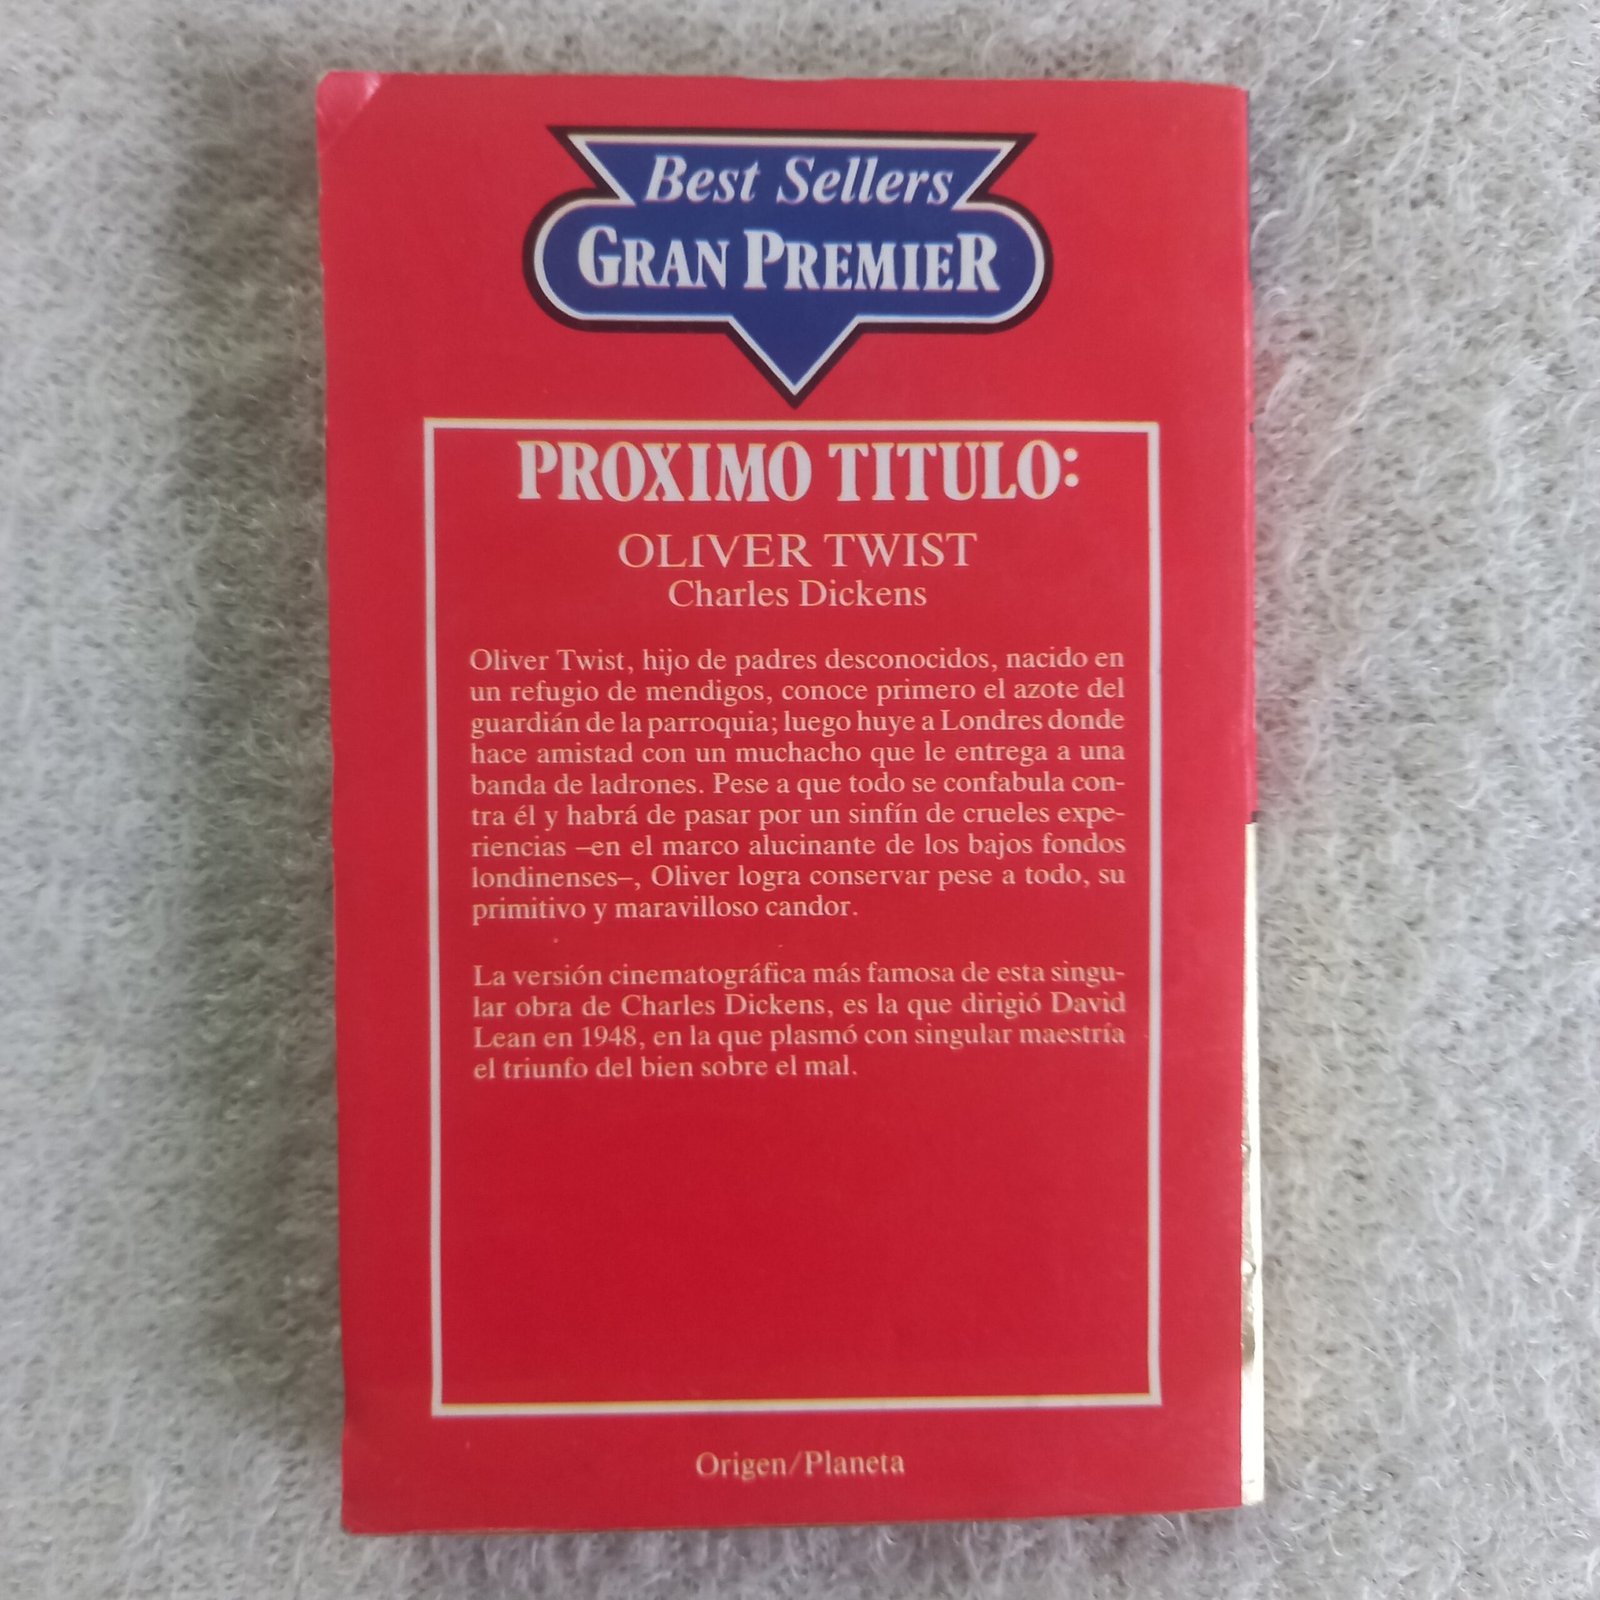 Best Sellers
GRAN PREMIER
PROXIMO TITULO:
OLIVER TWIST
Charles Dickens
Oliver Twist, hijo de padres desconocidos, nacido en
un refugio de mendigos, conoce primero el azote del
guardián de la parroquia; luego huye a Londres donde
hace amistad con un muchacho que le entrega a una
banda de ladrones. Pese a que todo se confabula con-
tra él y habrá de pasar por un sinfín de crueles expe-
riencias –en el marco alucinante de los bajos fondos
londinenses–, Oliver logra conservar pese a todo, su
primitivo y maravilloso candor.
La versión cinematográfica más famosa de esta singu-
lar obra de Charles Dickens, es la que dirigió David
Lean en 1948, en la que plasmó con singular maestría
el triunfo del bien sobre el mal.
Origen/Planeta